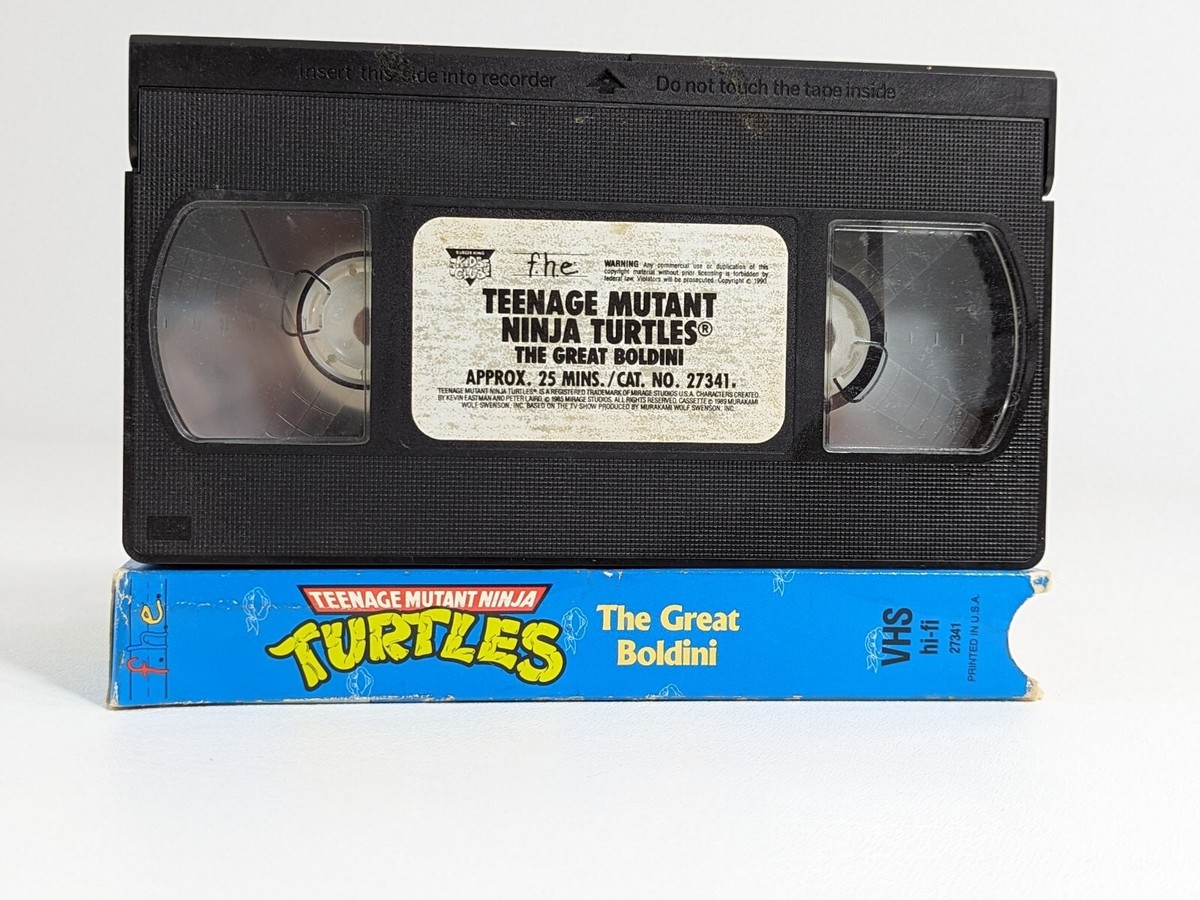 Insert this side into recorder
Do not touch the tape inside
BURGER KING
KIDS
CLUB
f.h.e
WARNING Any commercial use or duplication of this
copyright material without prior licensing is forbidden by
federal law. Violators will be prosecuted. Copyright © 1990
TEENAGE MUTANT
NINJA TURTLES®
THE GREAT BOLDINI
APPROX. 25 MINS./CAT. NO. 27341.
TEENAGE MUTANT NINJA TURTLES® IS A REGISTERED TRADEMARK OF MIRAGE STUDIOS U.S.A. CHARACTERS CREATED.
BY KEVIN EASTMAN AND PETER LAIRD. © 1985 MIRAGE STUDIOS. ALL RIGHTS RESERVED. CASSETTE © 1989 MURAKAMI
WOLF-SWENSON, INC. BASED ON THE TV SHOW PRODUCED BY MURAKAMI WOLF SWENSON, INC.
f.h.e.
TEENAGE MUTANT NINJA
TURTLES
The Great
Boldini
VHS
hi-fi
27341
PRINTED IN U.S.A.